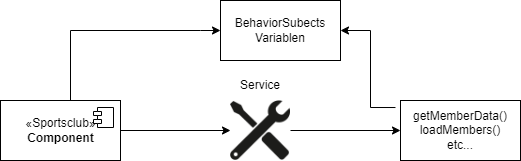 BehaviorSubects
Variablen
Service
«Sportsclub»
Component
getMemberData()
loadMembers()
etc...